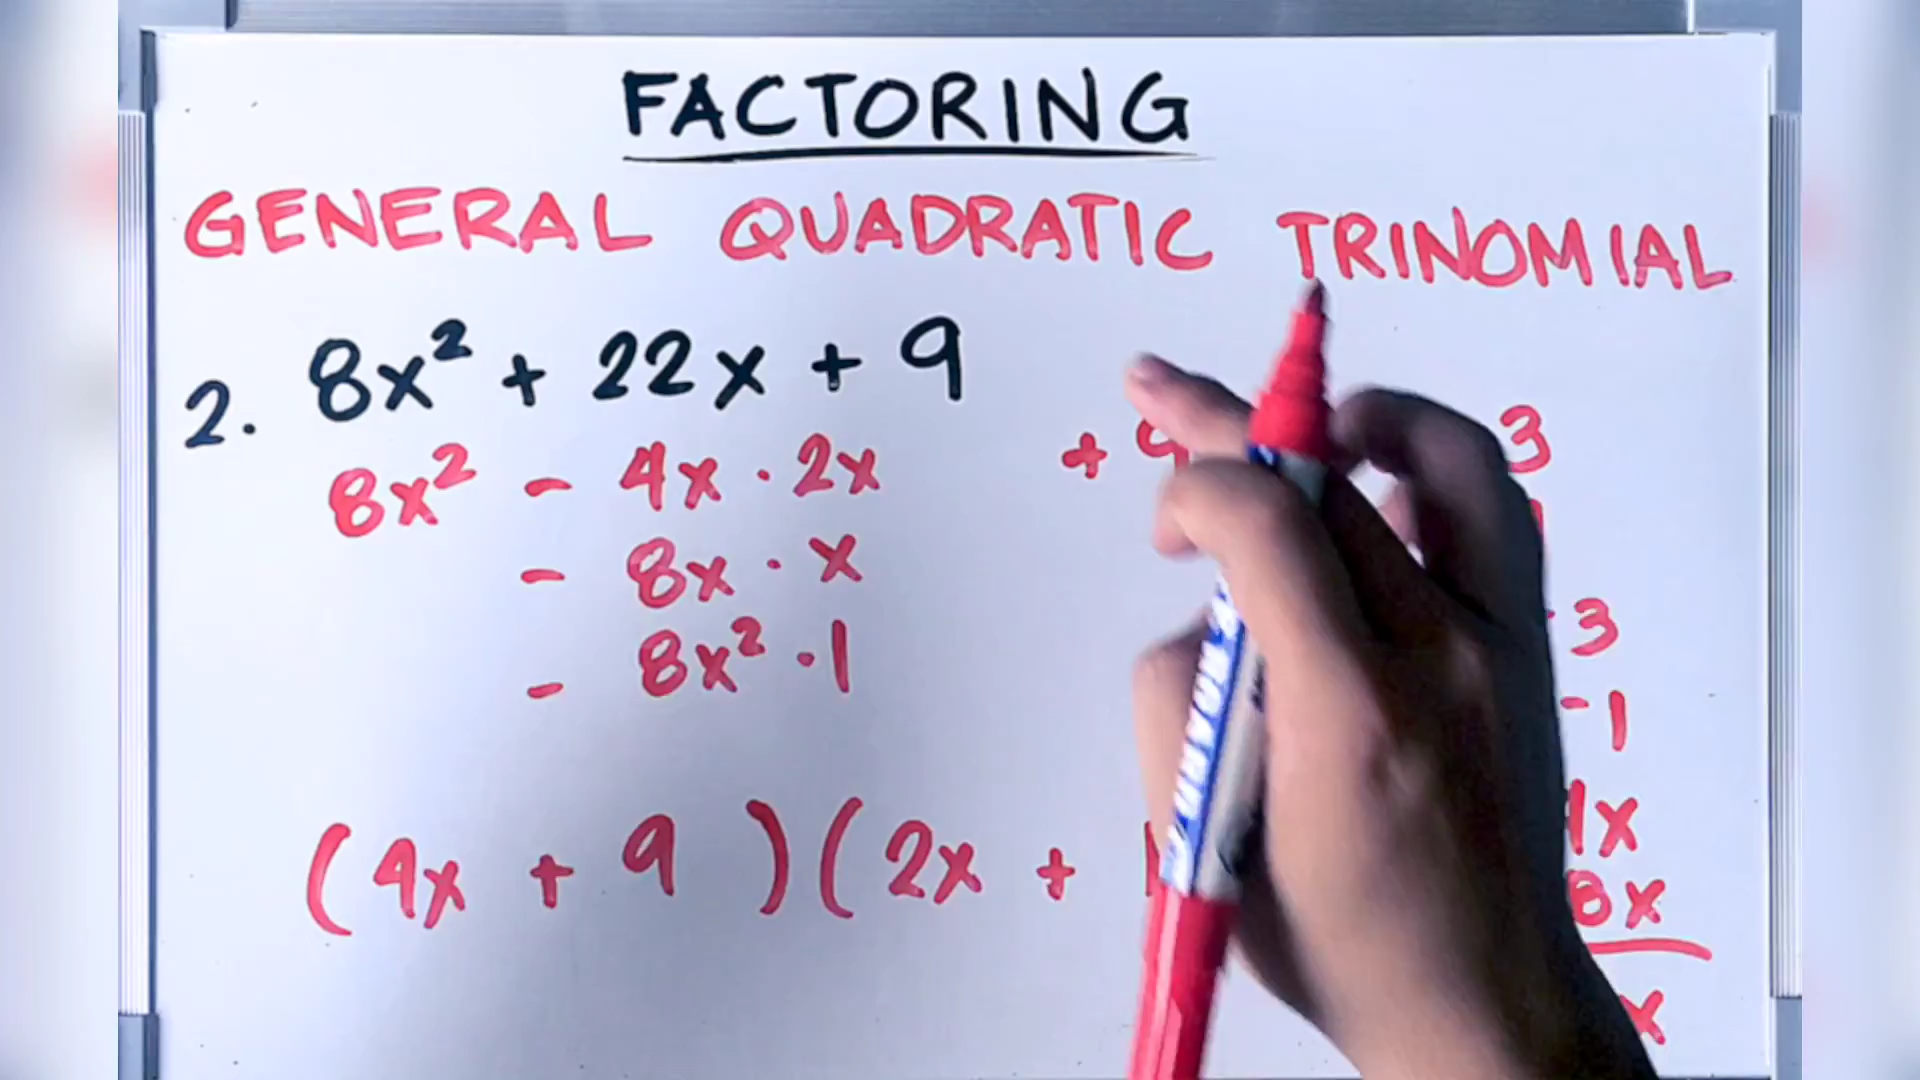 FACTORING
GENERAL QUADRATIC TRINOMIAL
2. 8x² + 22x + 9
8x² - 4x · 2x + 9 3
- 8x · x
- 3
- 8x² · 1
- 1
(4x + 9 ) ( 2x +
8x
x